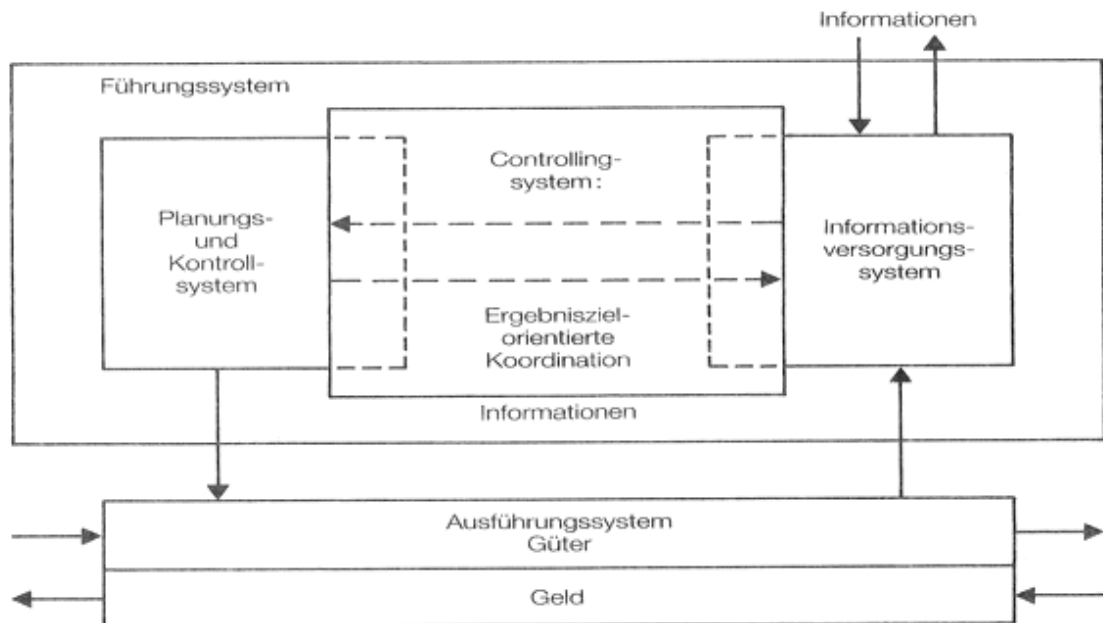 Informationen
Führungssystem
Controlling-
system:
Planungs-
und
Kontroll-
system
Informations-
versorgungs-
system
Ergebnisziel-
orientierte
Koordination
Informationen
Ausführungssystem
Güter
Geld